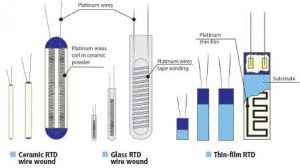 Platinum wires
Platinum wires
coil in ceramic
powder
Platinum wires
tape winding
Platinum
thin film
Substrate
Ceramic RTD
wire wound
Glass RTD
wire wound
Thin-film RTD